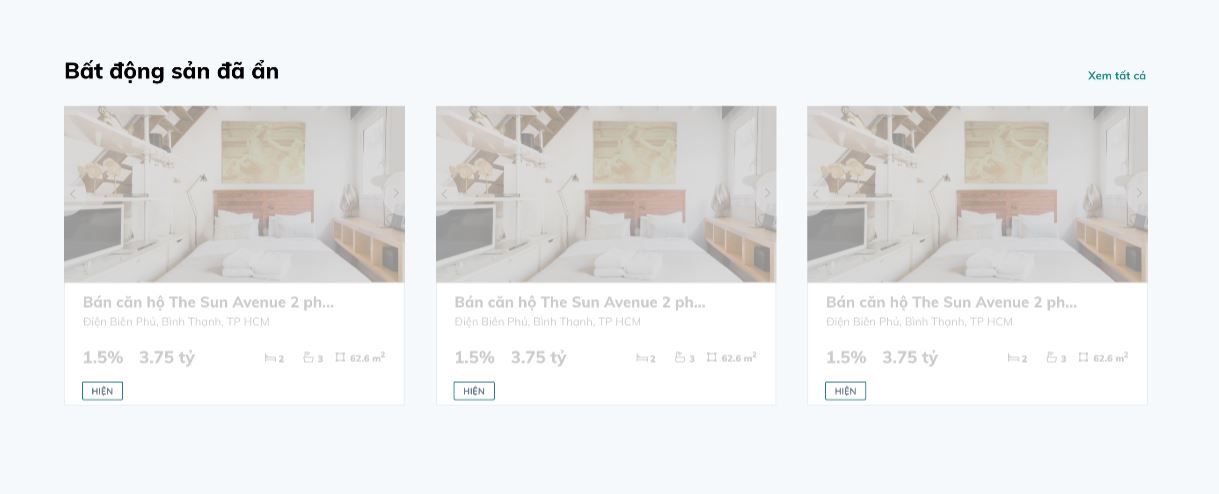 Bất động sản đã ẩn
Xem tất cả
Bán căn hộ The Sun Avenue 2 ph...
Điện Biên Phủ, Bình Thạnh, TP HCM
1.5% 3.75 tỷ 2 3 62.6 m²
HIỆN
Bán căn hộ The Sun Avenue 2 ph...
Điện Biên Phủ, Bình Thạnh, TP HCM
1.5% 3.75 tỷ 2 3 62.6 m²
HIỆN
Bán căn hộ The Sun Avenue 2 ph...
Điện Biên Phủ, Bình Thạnh, TP HCM
1.5% 3.75 tỷ 2 3 62.6 m²
HIỆN